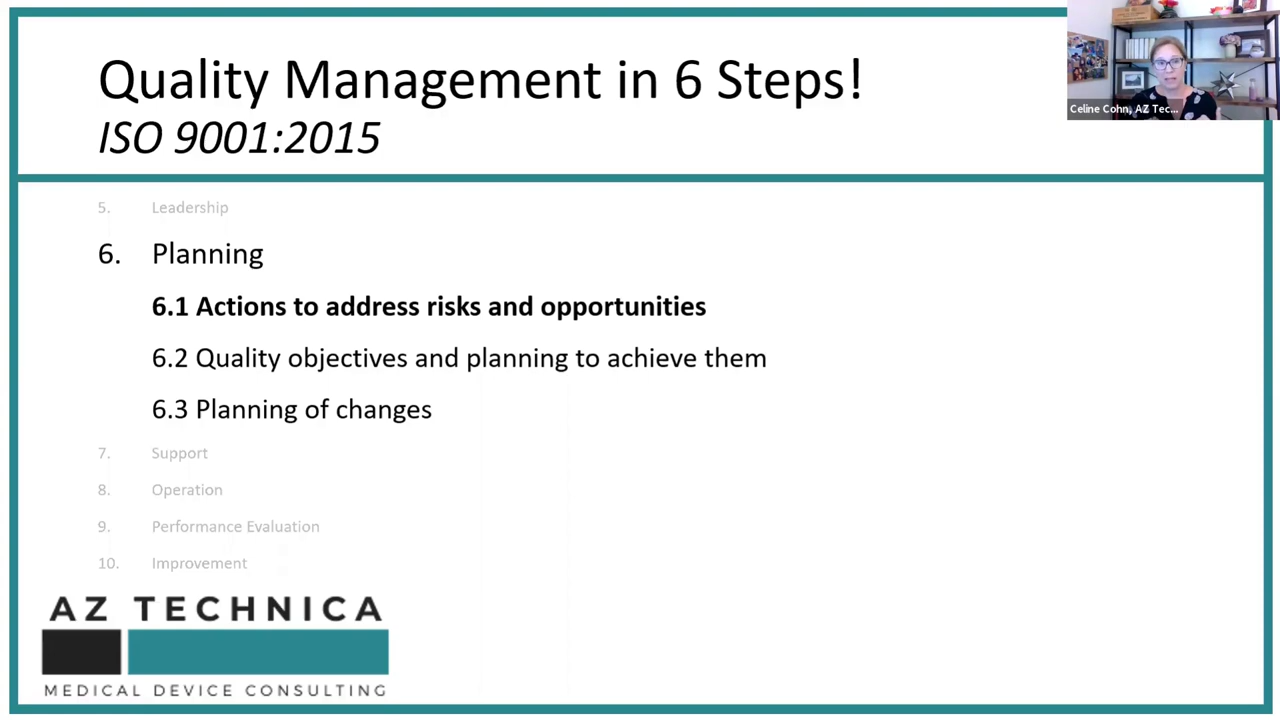 Quality Management in 6 Steps!
ISO 9001:2015
Celine Cohn, AZ Tec...
5. Leadership
6. Planning
6.1 Actions to address risks and opportunities
6.2 Quality objectives and planning to achieve them
6.3 Planning of changes
7. Support
8. Operation
9. Performance Evaluation
10. Improvement
AZ TECHNICA
MEDICAL DEVICE CONSULTING